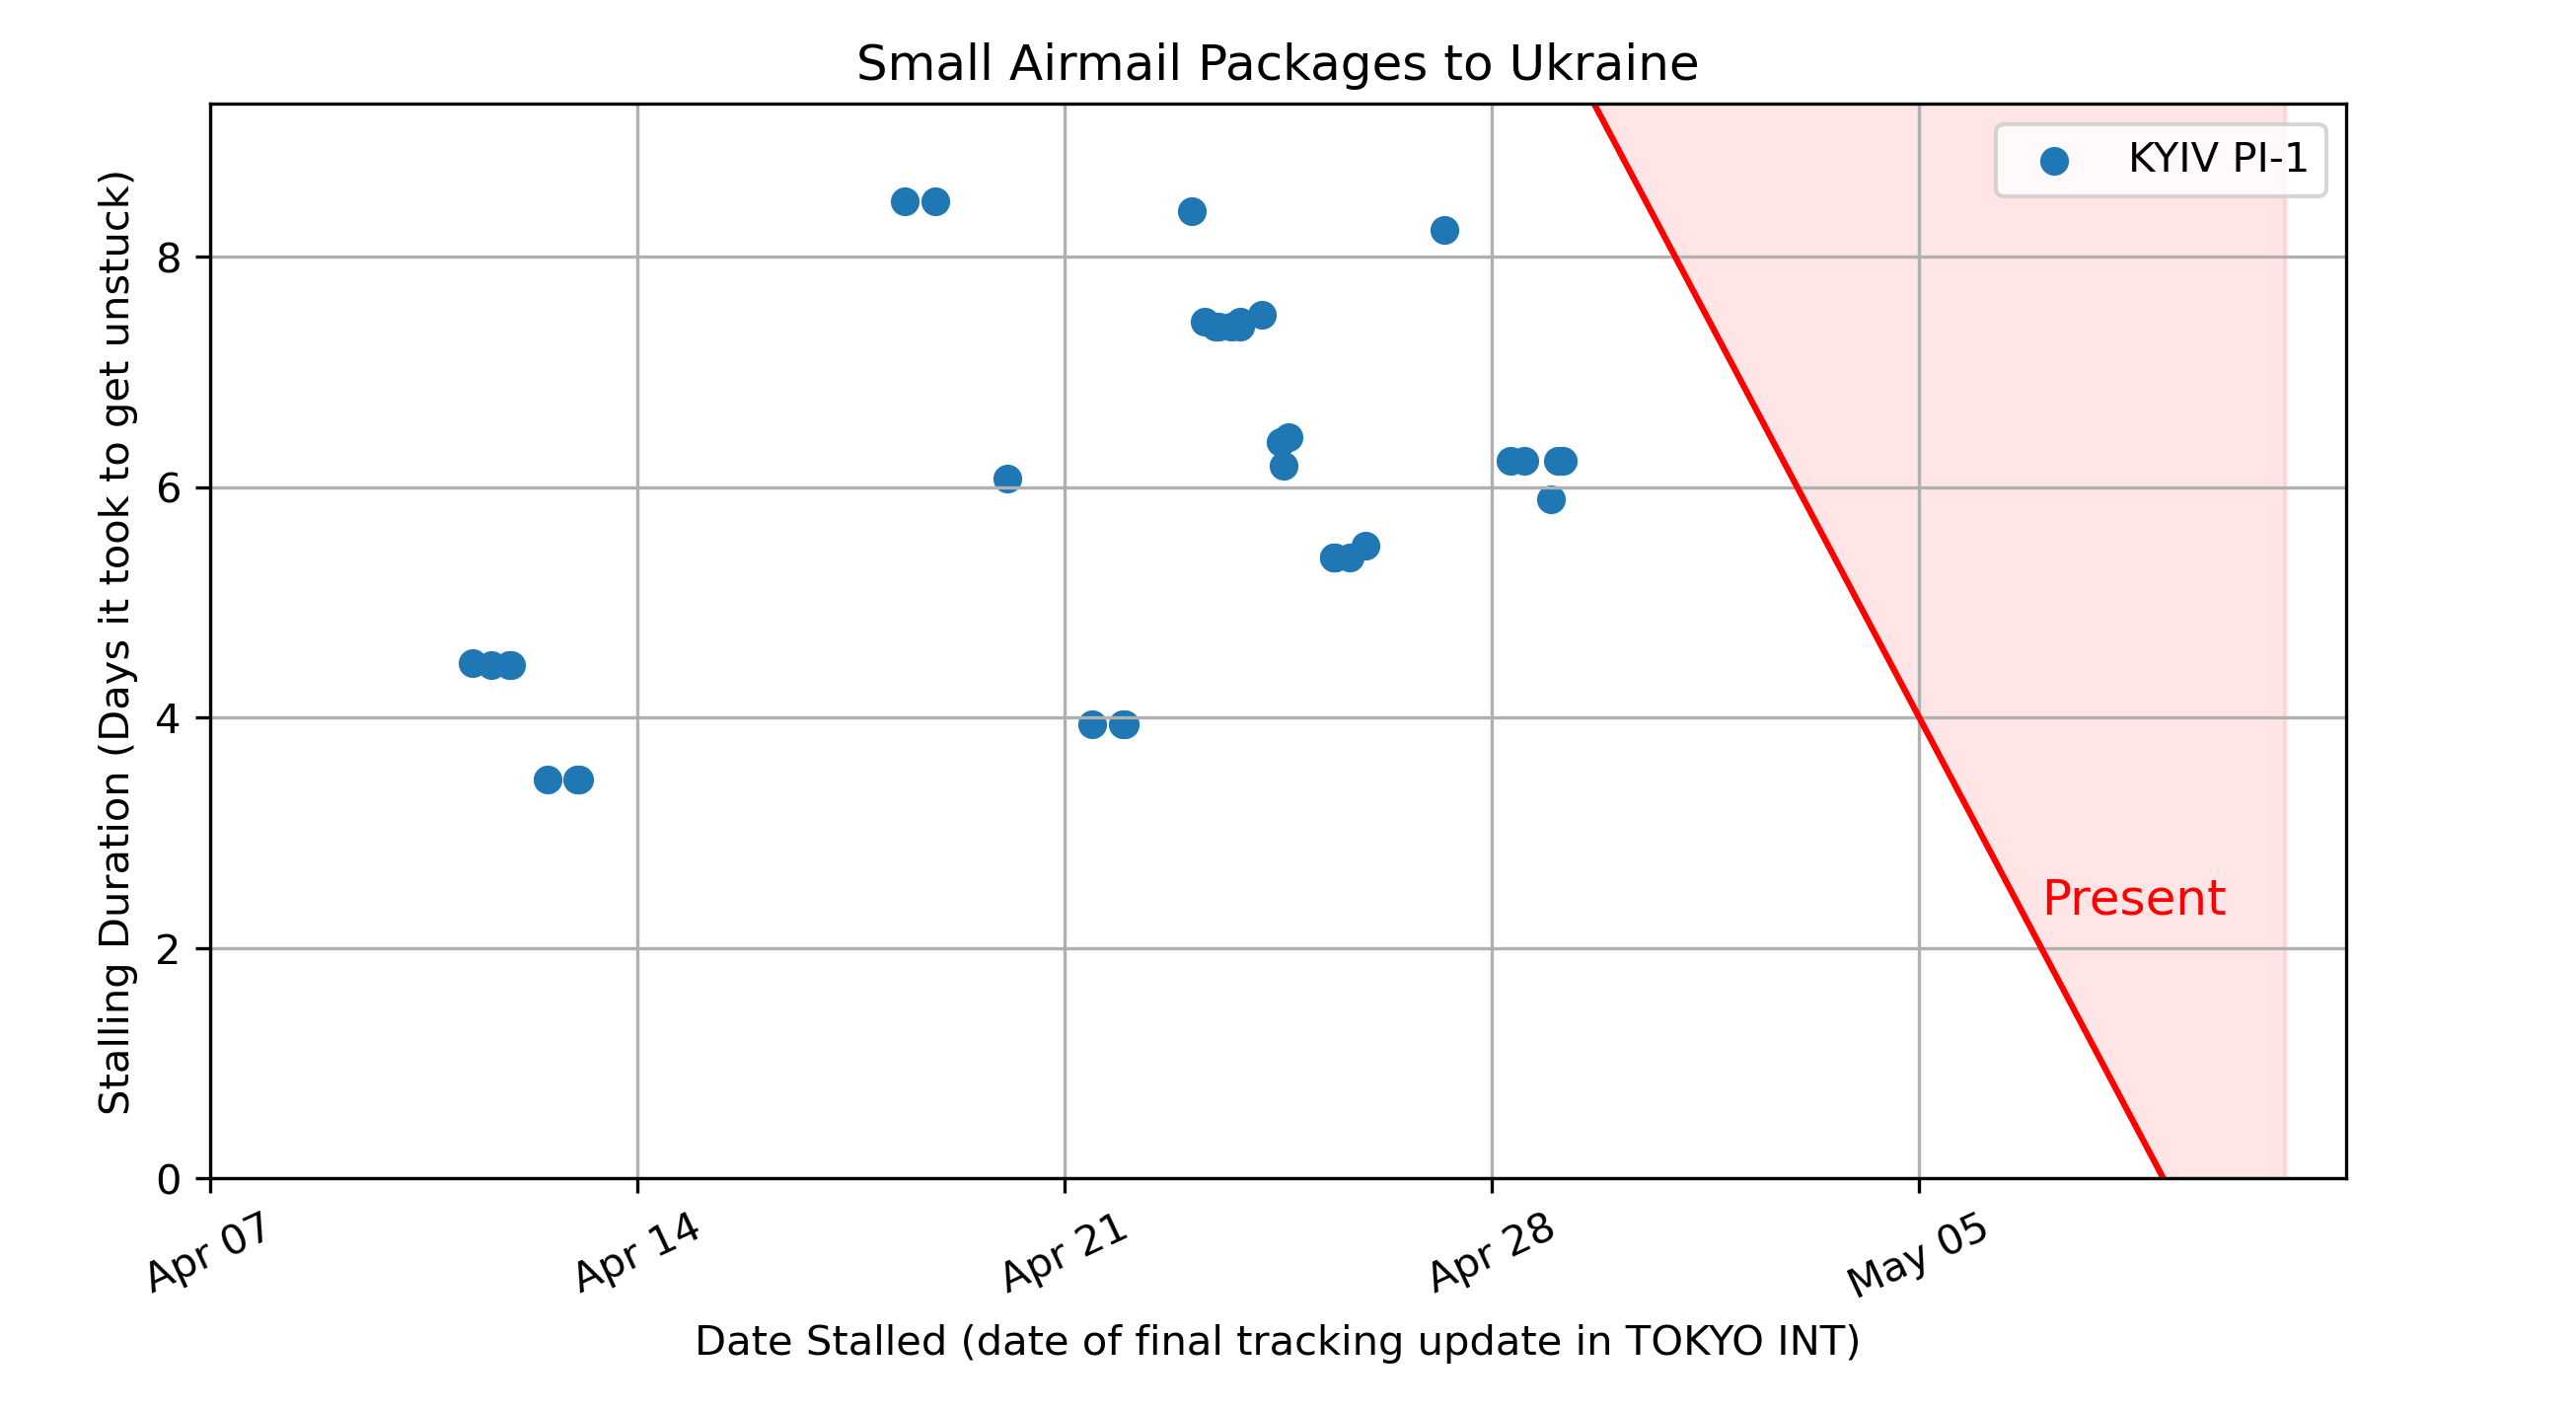 Small Airmail Packages to Ukraine
KYIV PI-1
Stalling Duration (Days it took to get unstuck)
8
6
4
2
0
Present
Apr 07
Apr 14
Apr 21
Apr 28
May 05
Date Stalled (date of final tracking update in TOKYO INT)